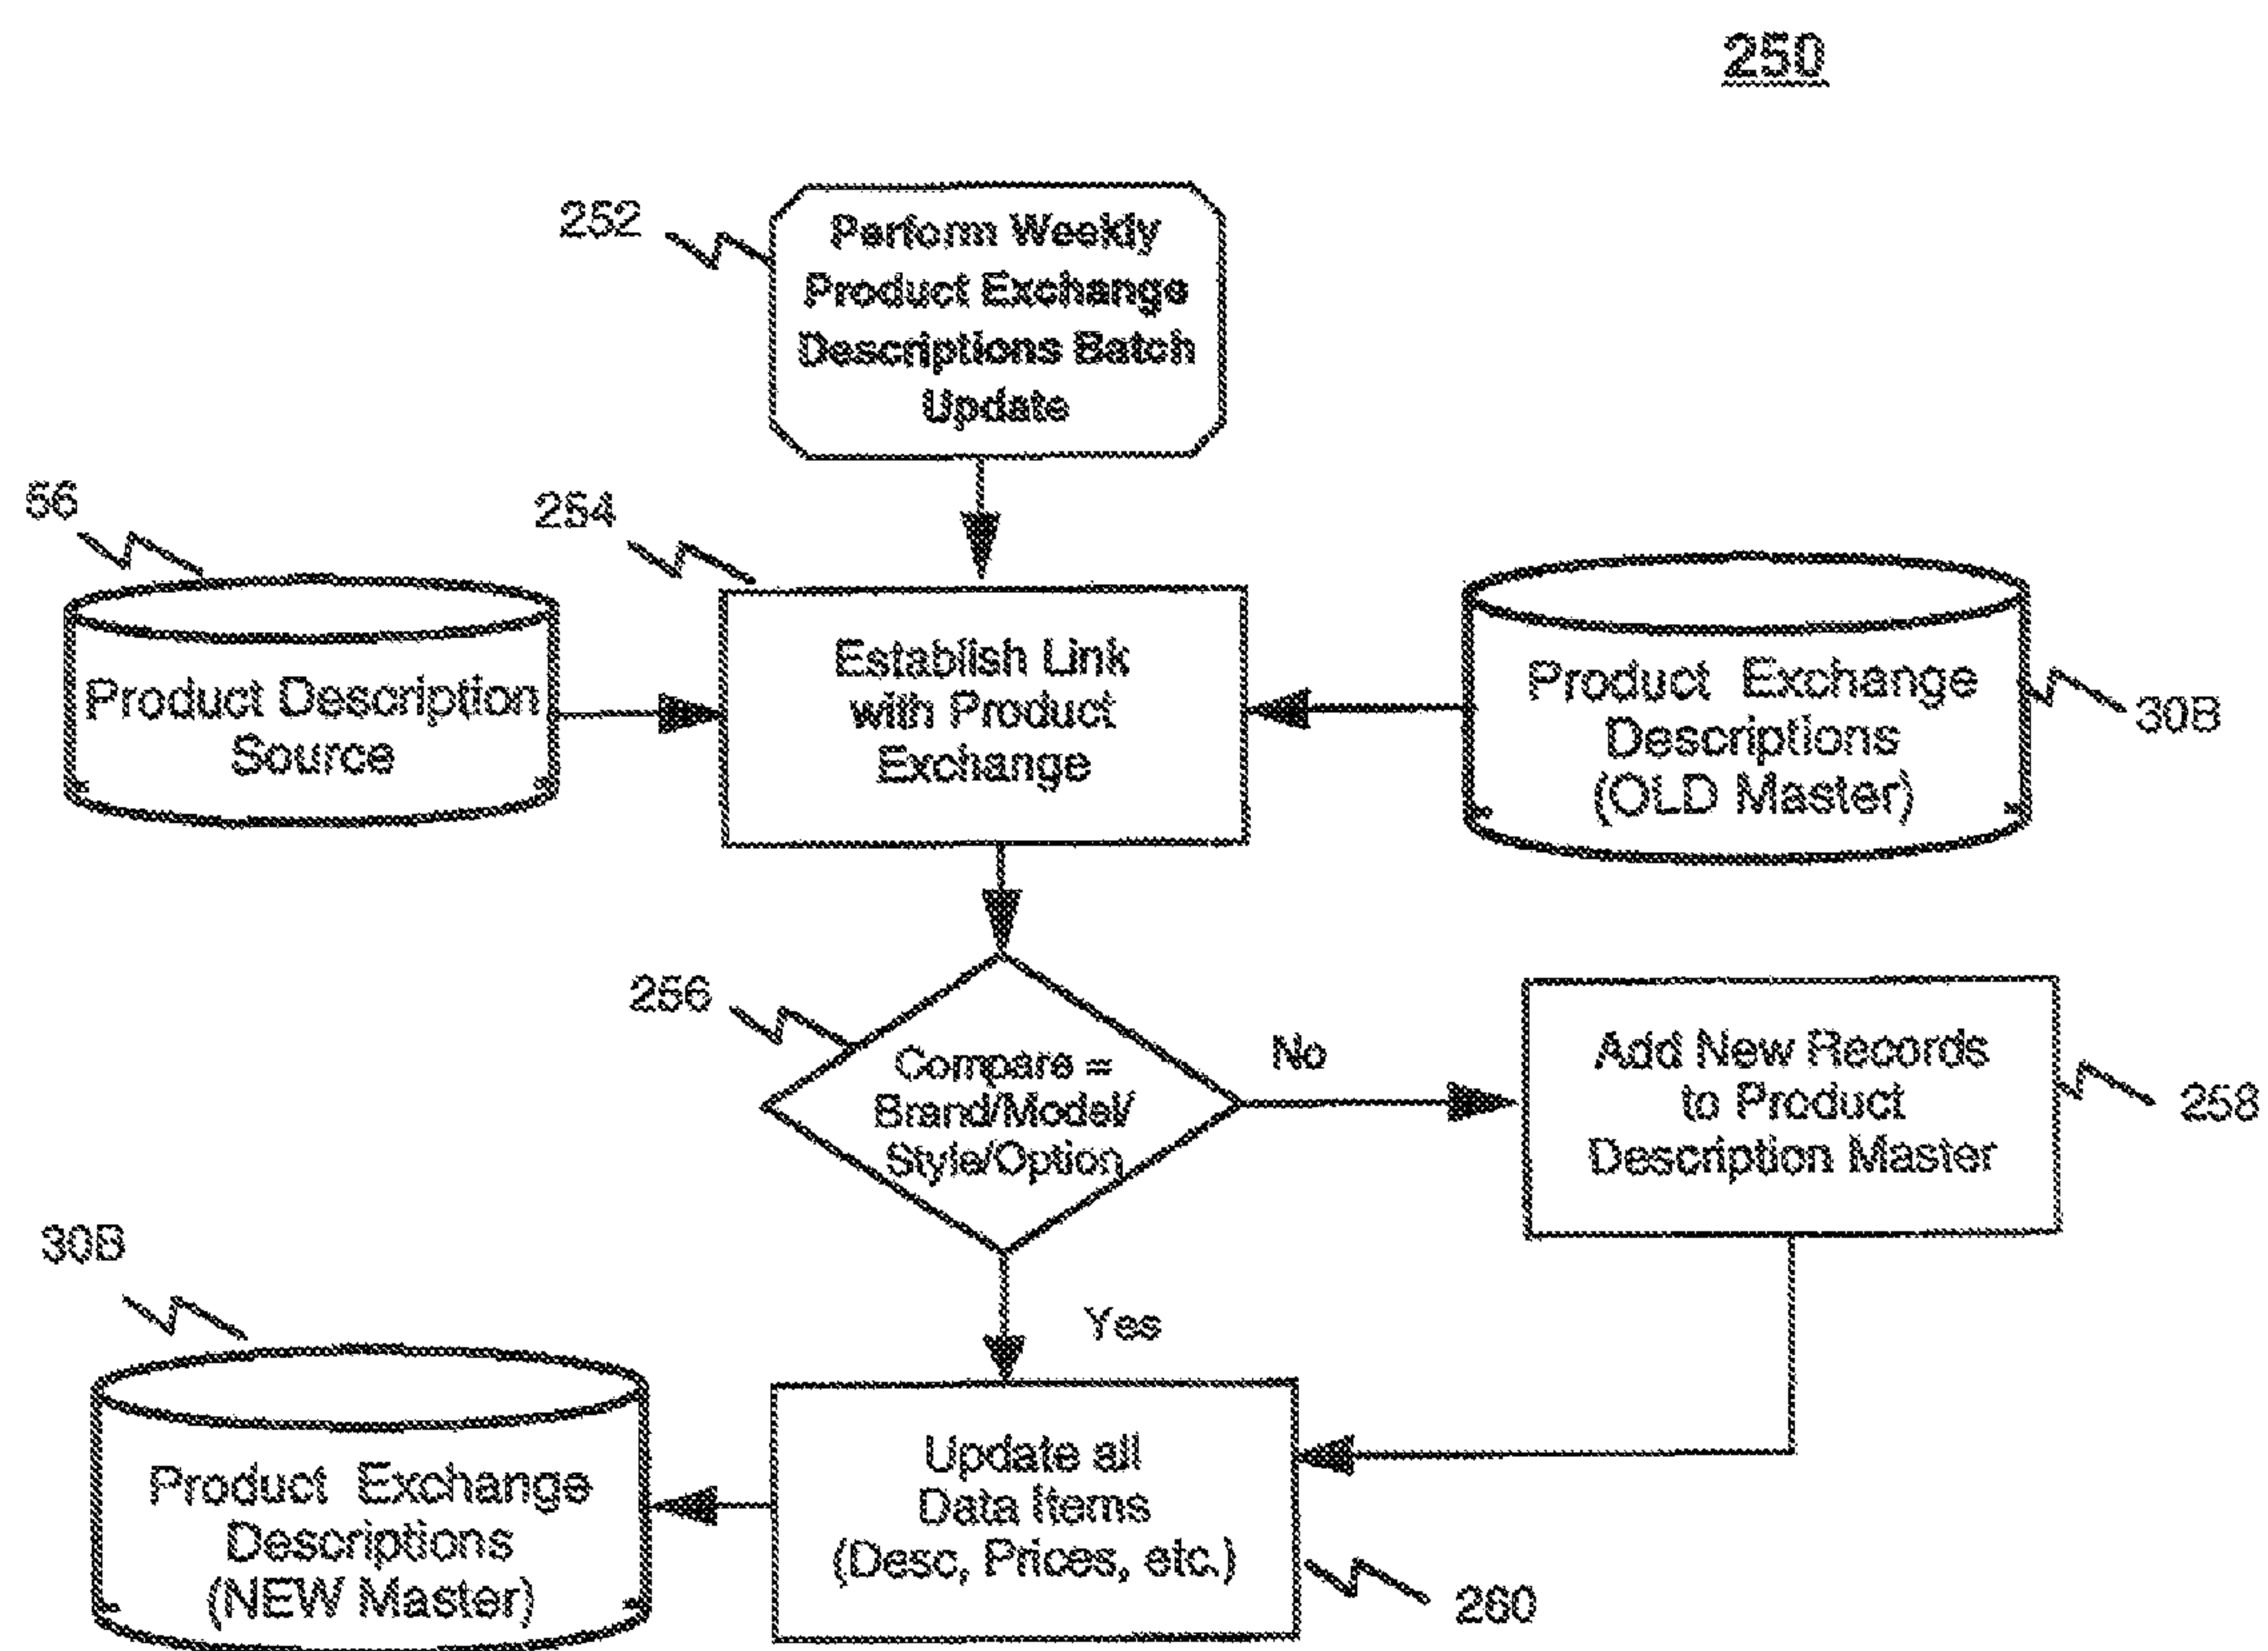 250
252
Perform Weekly
Product Exchange
Descriptions Batch
Update
56
254
Product Description
Source
Establish Link
with Product
Exchange
Product Exchange
Descriptions
(OLD Master)
30B
256
Compare =
Brand/Model/
Style/Option
No
Add New Records
to Product
Description Master
258
Yes
30B
Product Exchange
Descriptions
(NEW Master)
Update all
Data Items
(Desc, Prices, etc.)
260